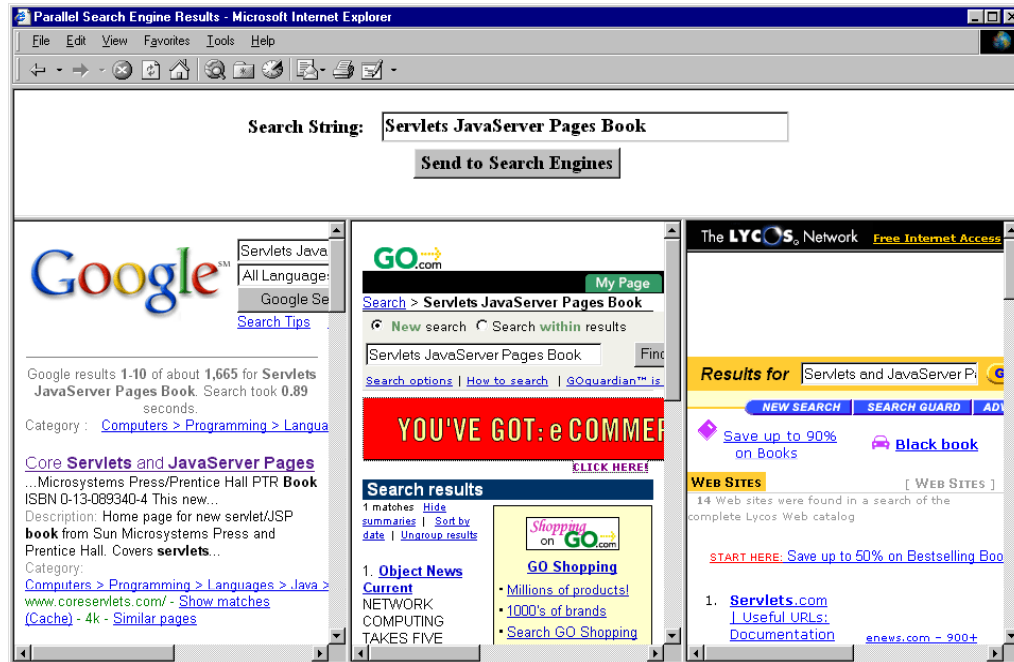 Parallel Search Engine Results - Microsoft Internet Explorer
File Edit View Favorites Tools Help
Search String: Servlets JavaServer Pages Book
Send to Search Engines
Google SM
Servlets Java
All Language
Google Se
Search Tips
Google results 1-10 of about 1,665 for Servlets
JavaServer Pages Book. Search took 0.89
seconds.
Category : Computers > Programming > Langua
Core Servlets and JavaServer Pages
...Microsystems Press/Prentice Hall PTR Book
ISBN 0-13-089340-4 This new...
Description: Home page for new servlet/JSP
book from Sun Microsystems Press and
Prentice Hall. Covers servlets...
Category:
Computers > Programming > Languages > Java >
www.coreservlets.com/ - Show matches
(Cache) - 4k - Similar pages
GO.com
My Page
Search > Servlets JavaServer Pages Book
New search Search within results
Servlets JavaServer Pages Book Find
Search options | How to search | GOguardian™ is
YOU'VE GOT: e COMMER
CLICK HERE!
Search results
1 matches Hide
summaries | Sort by
date | Ungroup results
1. Object News
Current
NETWORK
COMPUTING
TAKES FIVE
Shopping
on GO.com
GO Shopping
• Millions of products!
• 1000's of brands
• Search GO Shopping
The LYCOS® Network Free Internet Access
Results for Servlets and JavaServer Pa G
NEW SEARCH SEARCH GUARD ADV
Save up to 90%
on Books
Black book
WEB SITES [ WEB SITES ]
14 Web sites were found in a search of the
complete Lycos Web catalog
START HERE: Save up to 50% on Bestselling Boo
1. Servlets.com
| Useful URLs:
Documentation
enews.com - 900+